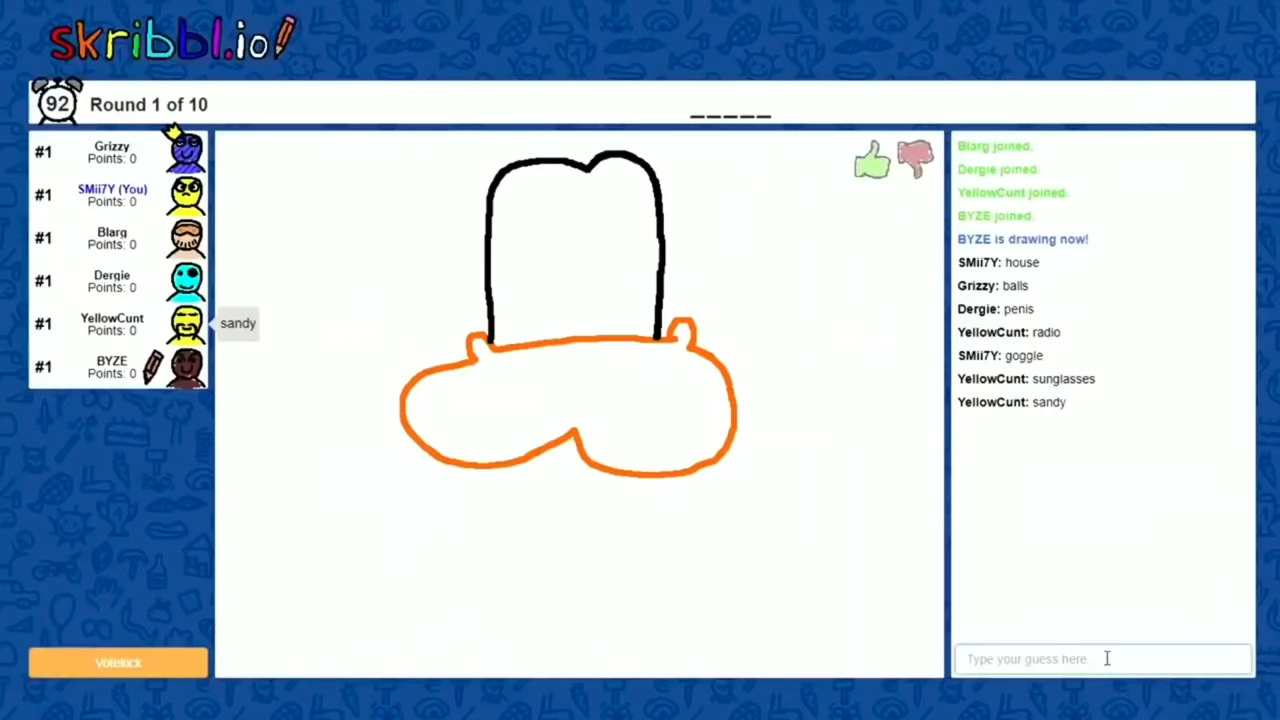 skribbl.io!
92
Round 1 of 10
_____
#1 Grizzy
Points: 0
#1 SMii7Y (You)
Points: 0
#1 Blarg
Points: 0
#1 Dergie
Points: 0
#1 YellowCunt
Points: 0
sandy
#1 BYZE
Points: 0
Votekick
Blarg joined.
Dergie joined.
YellowCunt joined.
BYZE joined.
BYZE is drawing now!
SMii7Y: house
Grizzy: balls
Dergie: penis
YellowCunt: radio
SMii7Y: goggle
YellowCunt: sunglasses
YellowCunt: sandy
Type your guess here